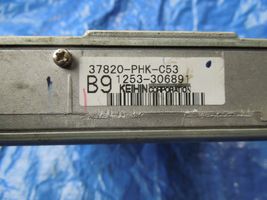 37820-PHK-C53
B9 1253-306891
KEIHIN CORPORATION